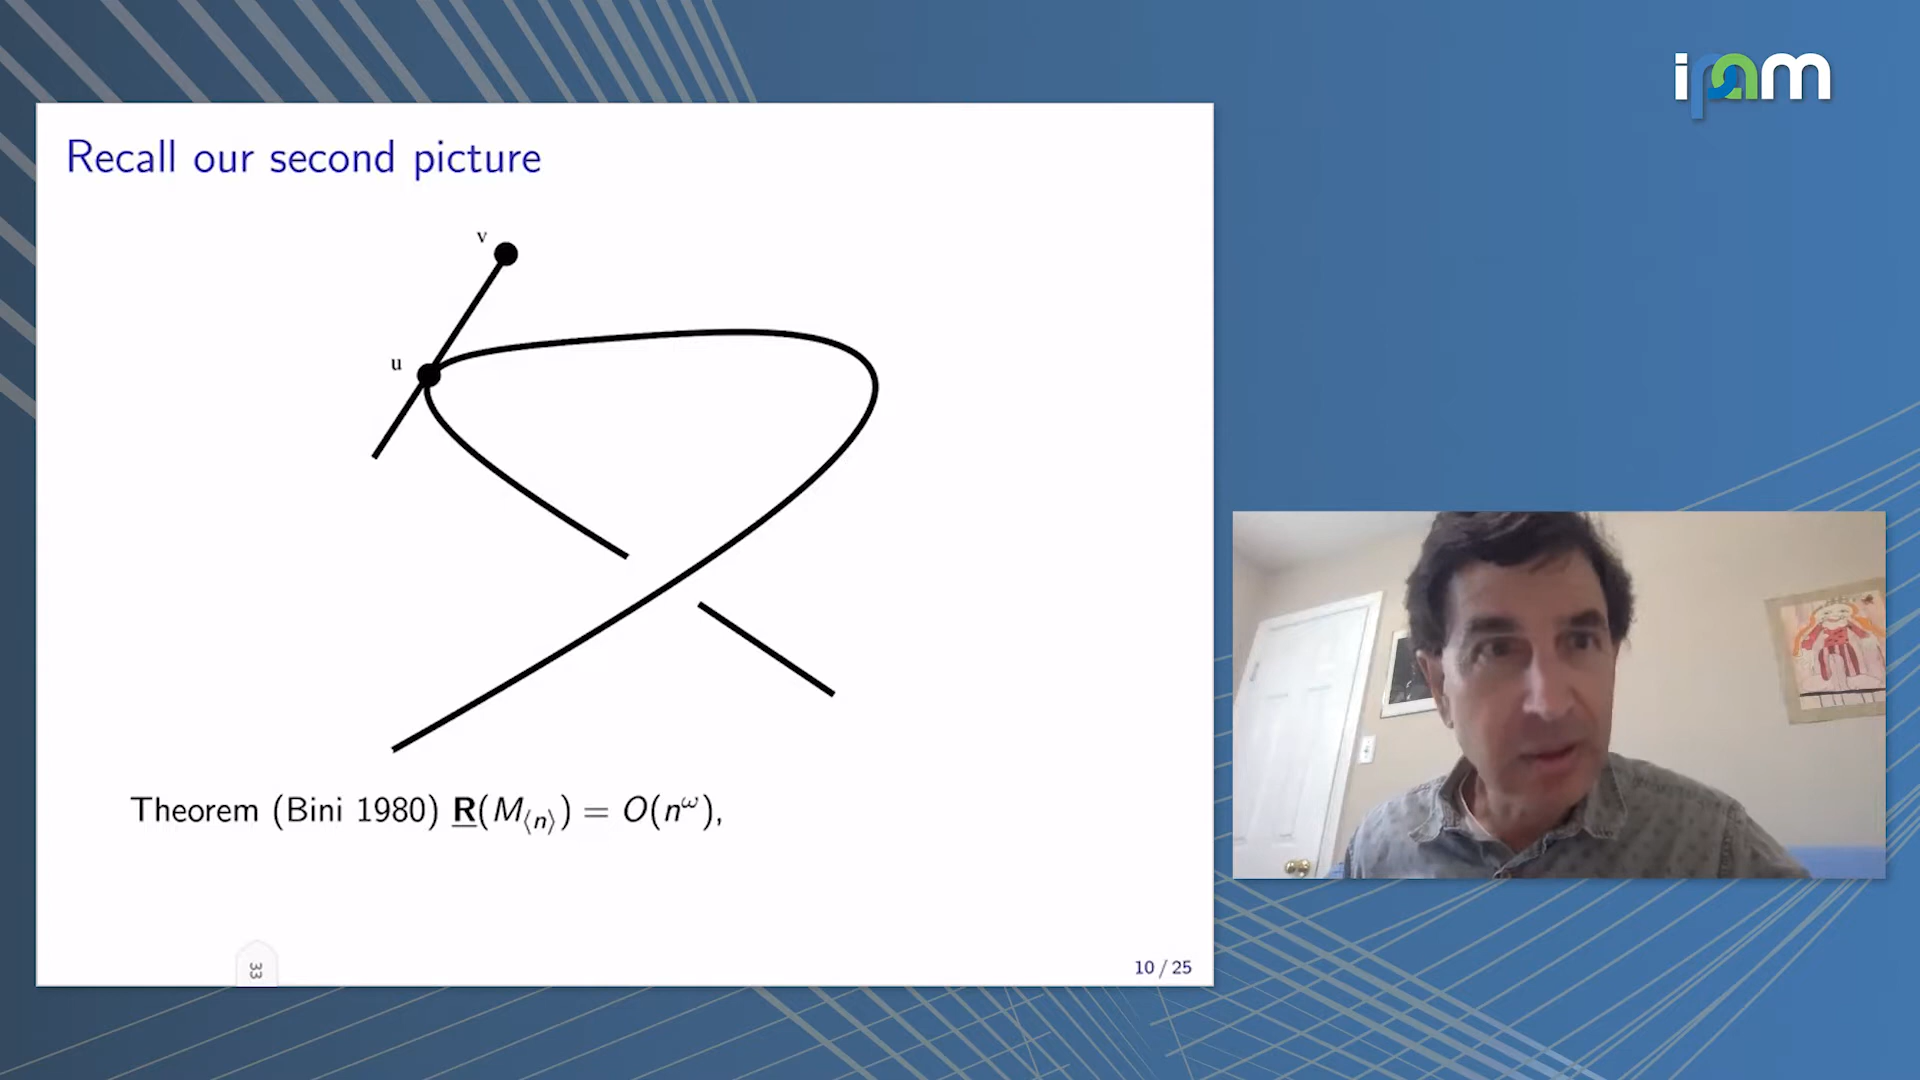 ipam
Recall our second picture
v
u
Theorem (Bini 1980) R(M⟨n⟩) = O(n^ω),
33
10 / 25